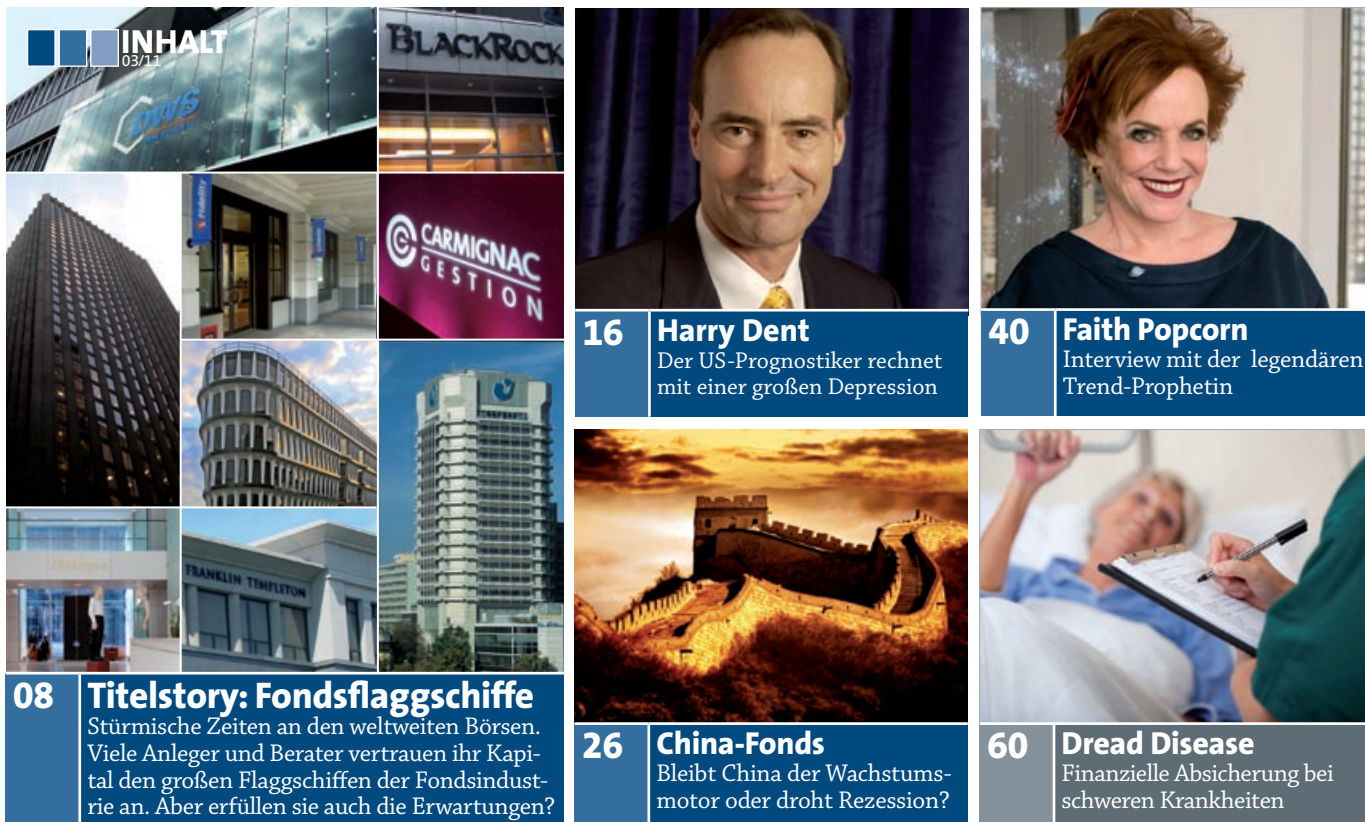 INHALT
03/11
DWS
BLACKROCK
Fidelity
CARMIGNAC
GESTION
FRANKLIN TEMPLETON
08
Titelstory: Fondsflaggschiffe
Stürmische Zeiten an den weltweiten Börsen.
Viele Anleger und Berater vertrauen ihr Kapi-
tal den großen Flaggschiffen der Fondsindust-
rie an. Aber erfüllen sie auch die Erwartungen?
16
Harry Dent
Der US-Prognostiker rechnet
mit einer großen Depression
40
Faith Popcorn
Interview mit der legendären
Trend-Prophetin
26
China-Fonds
Bleibt China der Wachstums-
motor oder droht Rezession?
60
Dread Disease
Finanzielle Absicherung bei
schweren Krankheiten